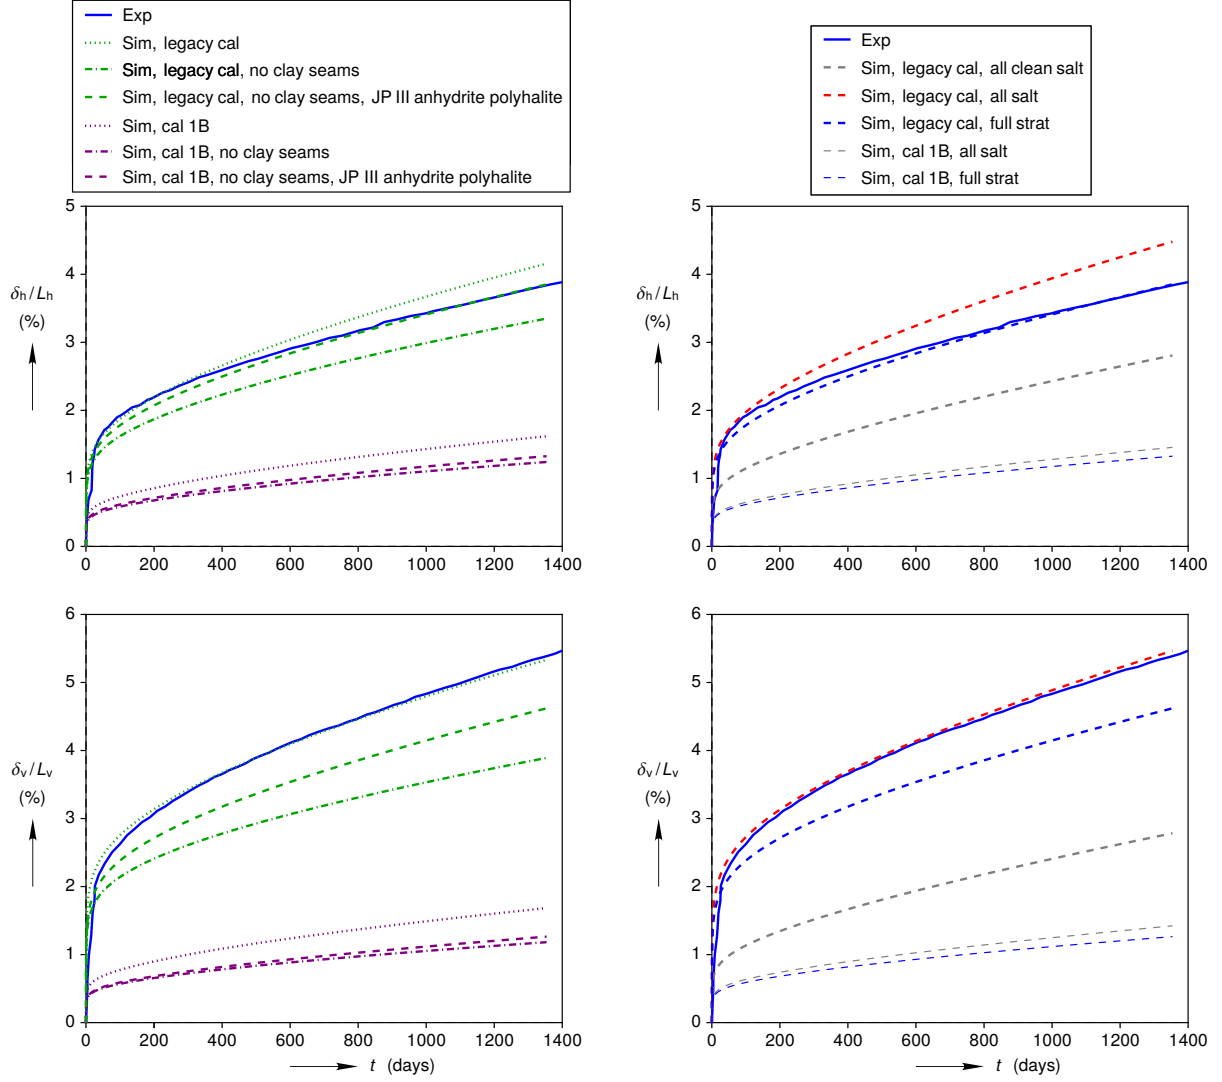 Exp
Sim, legacy cal
Sim, legacy cal, no clay seams
Sim, legacy cal, no clay seams, JP III anhydrite polyhalite
Sim, cal 1B
Sim, cal 1B, no clay seams
Sim, cal 1B, no clay seams, JP III anhydrite polyhalite
5
4
δh/Lh
(%)
3
2
1
0
0 200 400 600 800 1000 1200 1400
Exp
Sim, legacy cal, all clean salt
Sim, legacy cal, all salt
Sim, legacy cal, full strat
Sim, cal 1B, all salt
Sim, cal 1B, full strat
5
4
δh/Lh
(%)
3
2
1
0
0 200 400 600 800 1000 1200 1400
6
5
4
δv/Lv
(%)
3
2
1
0
0 200 400 600 800 1000 1200 1400
t (days)
6
5
4
δv/Lv
(%)
3
2
1
0
0 200 400 600 800 1000 1200 1400
t (days)